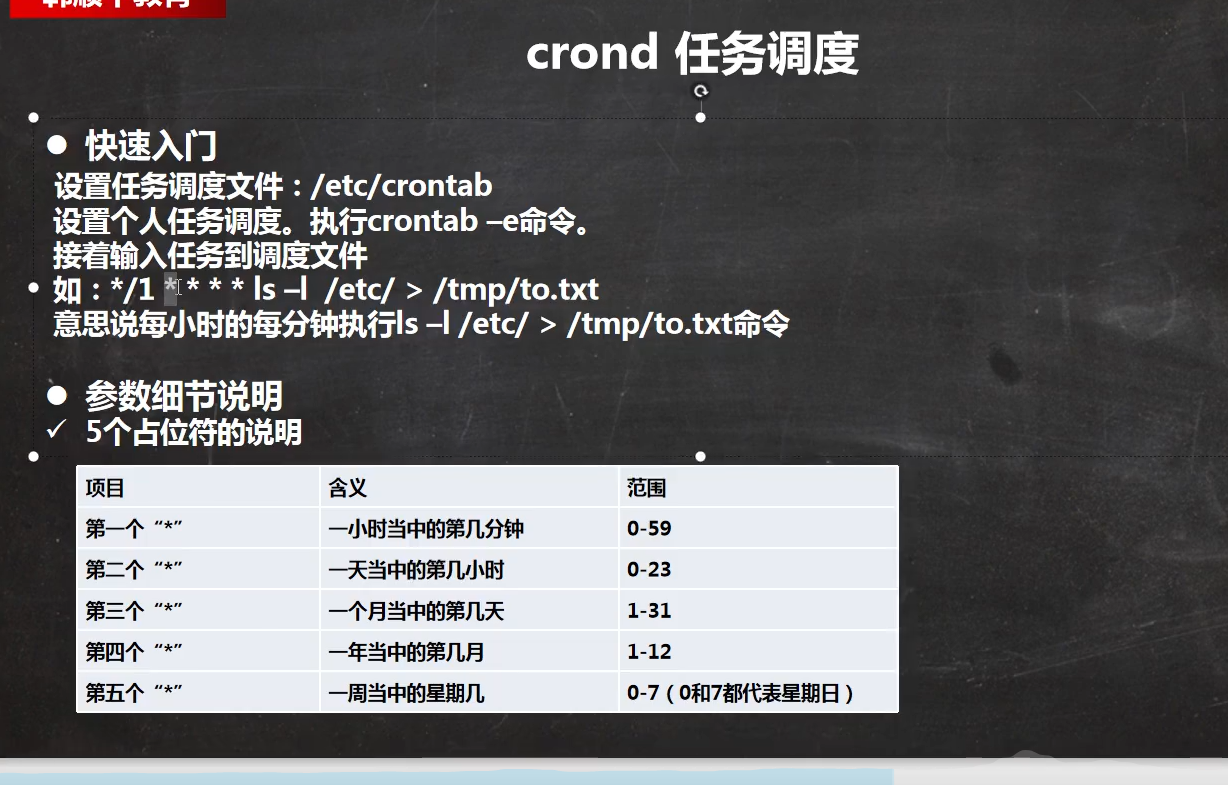 crond 任务调度
● 快速入门
设置任务调度文件：/etc/crontab
设置个人任务调度。执行crontab –e命令。
接着输入任务到调度文件
如：*/1 * * * * ls –l /etc/ > /tmp/to.txt
意思说每小时的每分钟执行ls –l /etc/ > /tmp/to.txt命令
● 参数细节说明
✓ 5个占位符的说明
项目 含义 范围
第一个“*” 一小时当中的第几分钟 0-59
第二个“*” 一天当中的第几小时 0-23
第三个“*” 一个月当中的第几天 1-31
第四个“*” 一年当中的第几月 1-12
第五个“*” 一周当中的星期几 0-7（0和7都代表星期日）